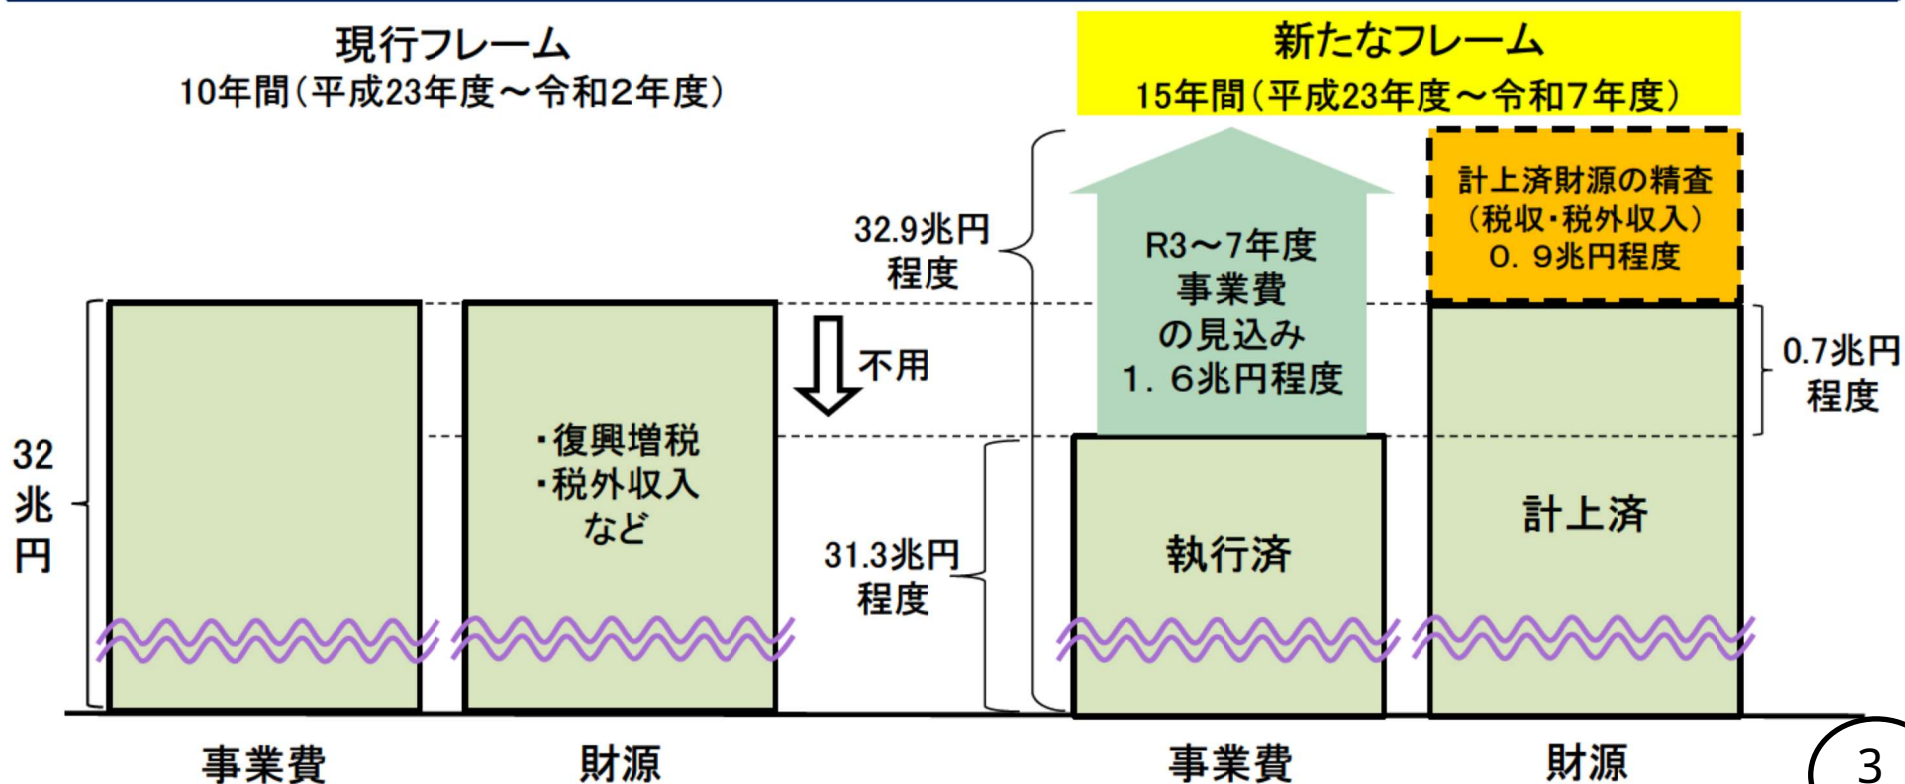 現行フレーム
10年間(平成23年度～令和2年度)
32
兆
円
・復興増税
・税外収入
など
不用
事業費
財源
新たなフレーム
15年間(平成23年度～令和7年度)
32.9兆円
程度
R3～7年度
事業費
の見込み
１．６兆円程度
計上済財源の精査
(税収・税外収入)
０．９兆円程度
0.7兆円
程度
31.3兆円
程度
執行済
計上済
事業費
財源
3